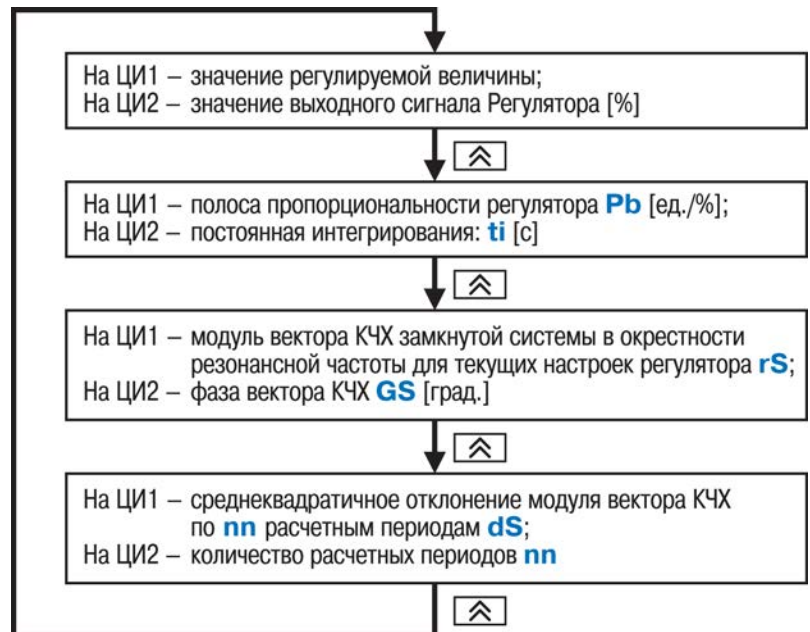 На ЦИ1 – значение регулируемой величины;
На ЦИ2 – значение выходного сигнала Регулятора [%]
На ЦИ1 – полоса пропорциональности регулятора Pb [ед./%];
На ЦИ2 – постоянная интегрирования: ti [с]
На ЦИ1 – модуль вектора КЧХ замкнутой системы в окрестности
резонансной частоты для текущих настроек регулятора rS;
На ЦИ2 – фаза вектора КЧХ GS [град.]
На ЦИ1 – среднеквадратичное отклонение модуля вектора КЧХ
по nn расчетным периодам dS;
На ЦИ2 – количество расчетных периодов nn